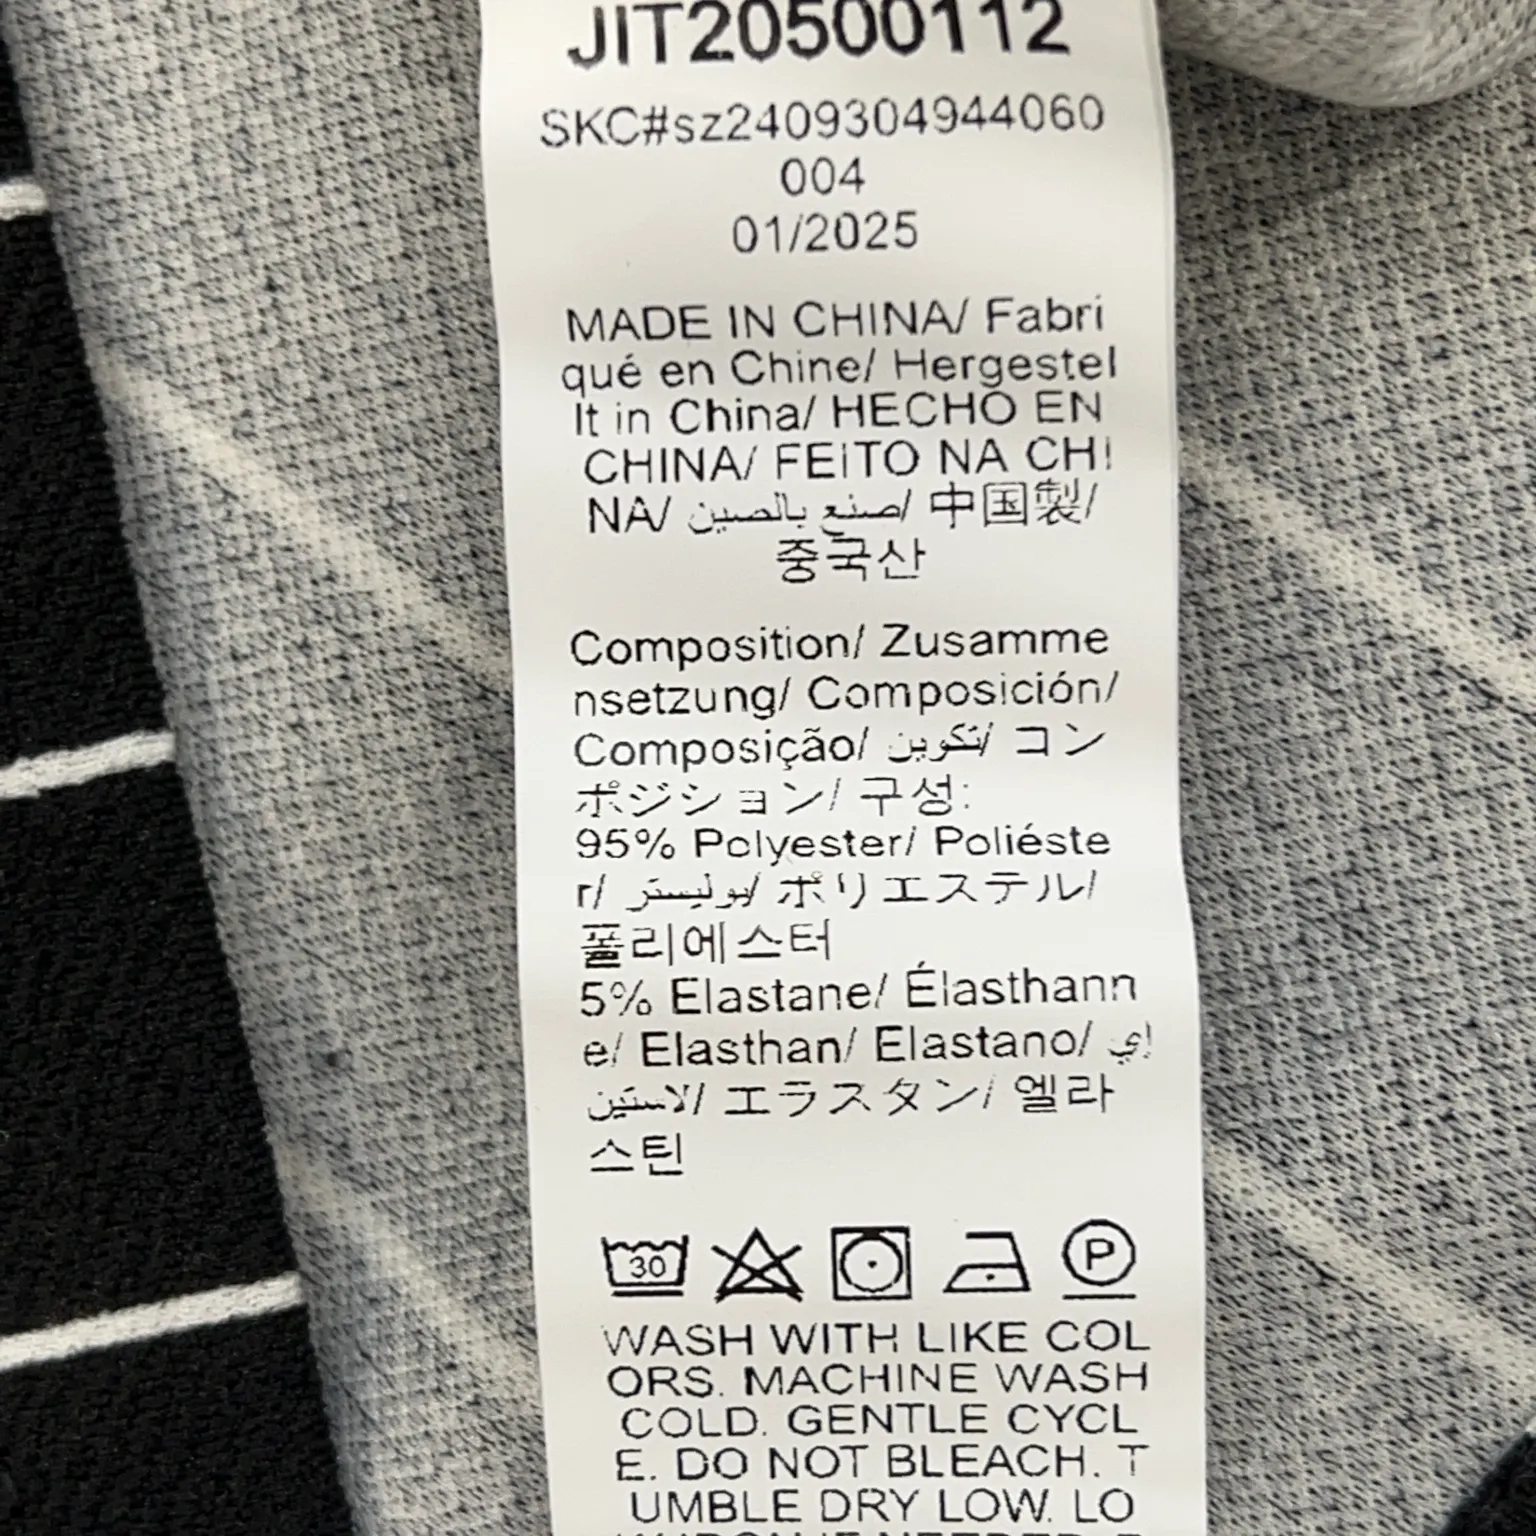 JIT20500112
SKC#sz2409304944060
004
01/2025
MADE IN CHINA/ Fabri
qué en Chine/ Hergestel
lt in China/ HECHO EN
CHINA/ FEITO NA CHI
NA/ صنع بالصين/ 中国製/
중국산
Composition/ Zusamme
nsetzung/ Composición/
Composição/ تكوين/ コン
ポジション/ 구성:
95% Polyester/ Poliéste
r/ بوليستر/ ポリエステル/
폴리에스터
5% Elastane/ Élasthann
e/ Elasthan/ Elastano/ إي
لاستين/ エラスタン/ 엘라
스틴
30 P
WASH WITH LIKE COL
ORS. MACHINE WASH
COLD. GENTLE CYCL
E. DO NOT BLEACH. T
UMBLE DRY LOW. LO